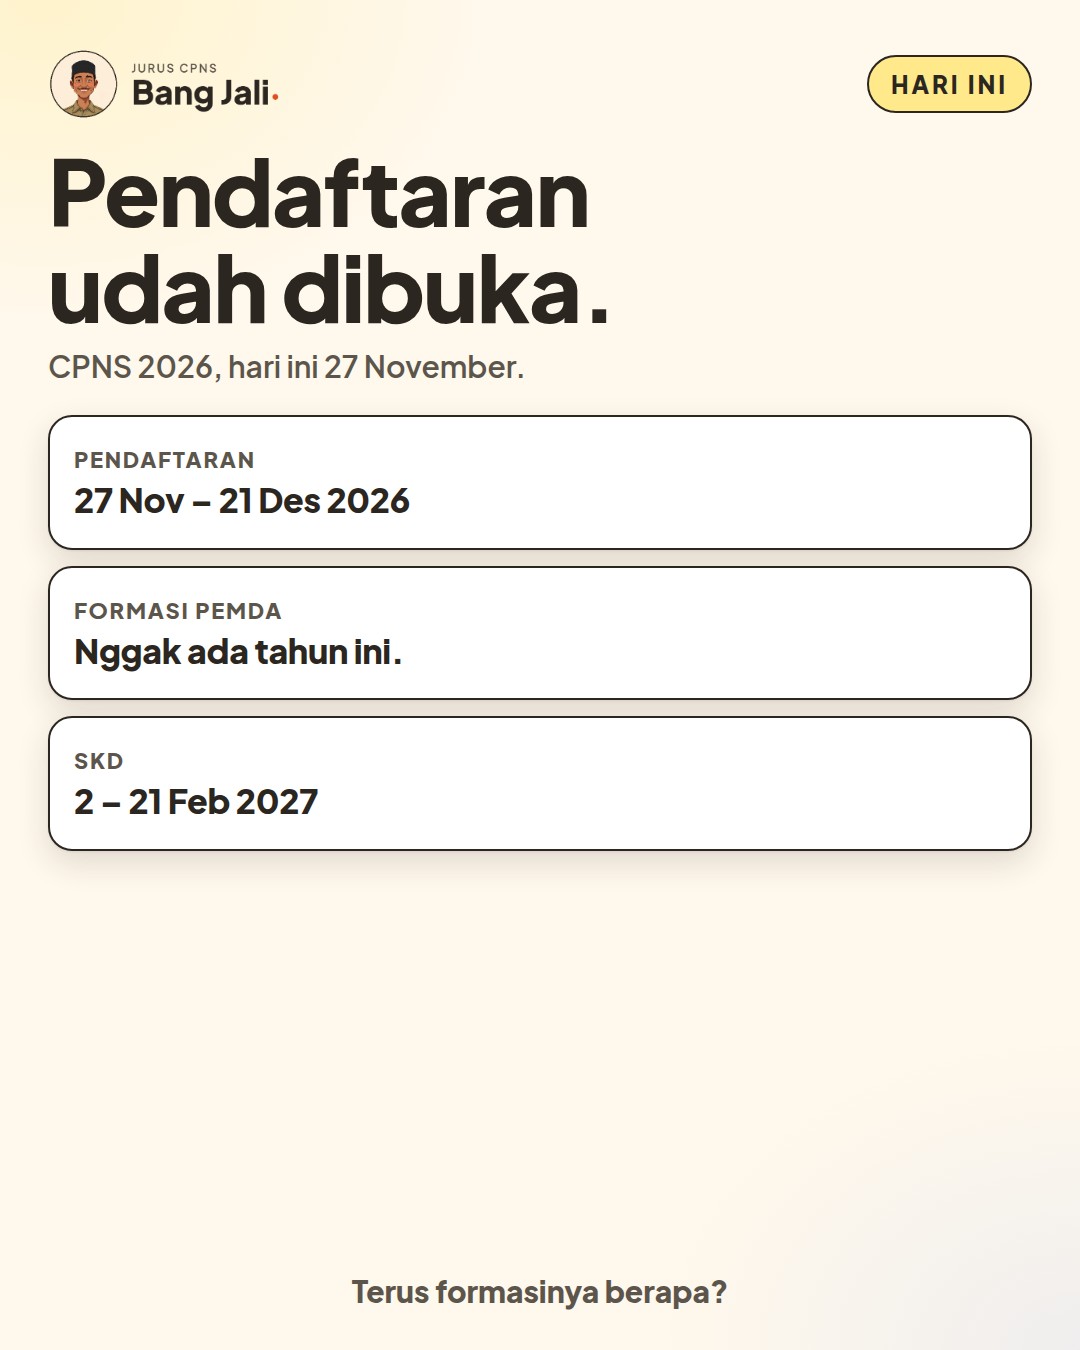 JURUS CPNS
Bang Jali.
HARI INI
Pendaftaran
udah dibuka.
CPNS 2026, hari ini 27 November.
PENDAFTARAN
27 Nov – 21 Des 2026
FORMASI PEMDA
Nggak ada tahun ini.
SKD
2 – 21 Feb 2027
Terus formasinya berapa?